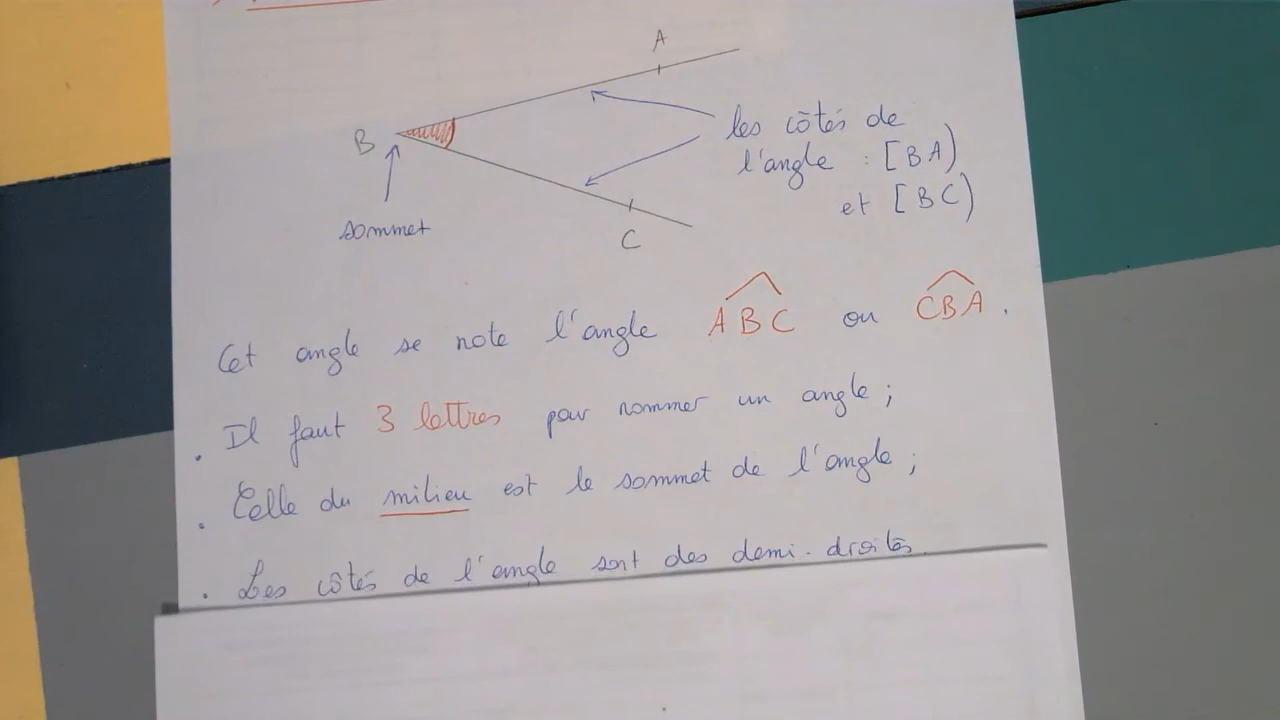 A
B
les côtés de
l'angle : [BA)
et [BC)
sommet
C
Cet angle se note l'angle ABC ou CBA.
. Il faut 3 lettres pour nommer un angle ;
. Celle du milieu est le sommet de l'angle ;
. Les côtés de l'angle sont des demi-droites